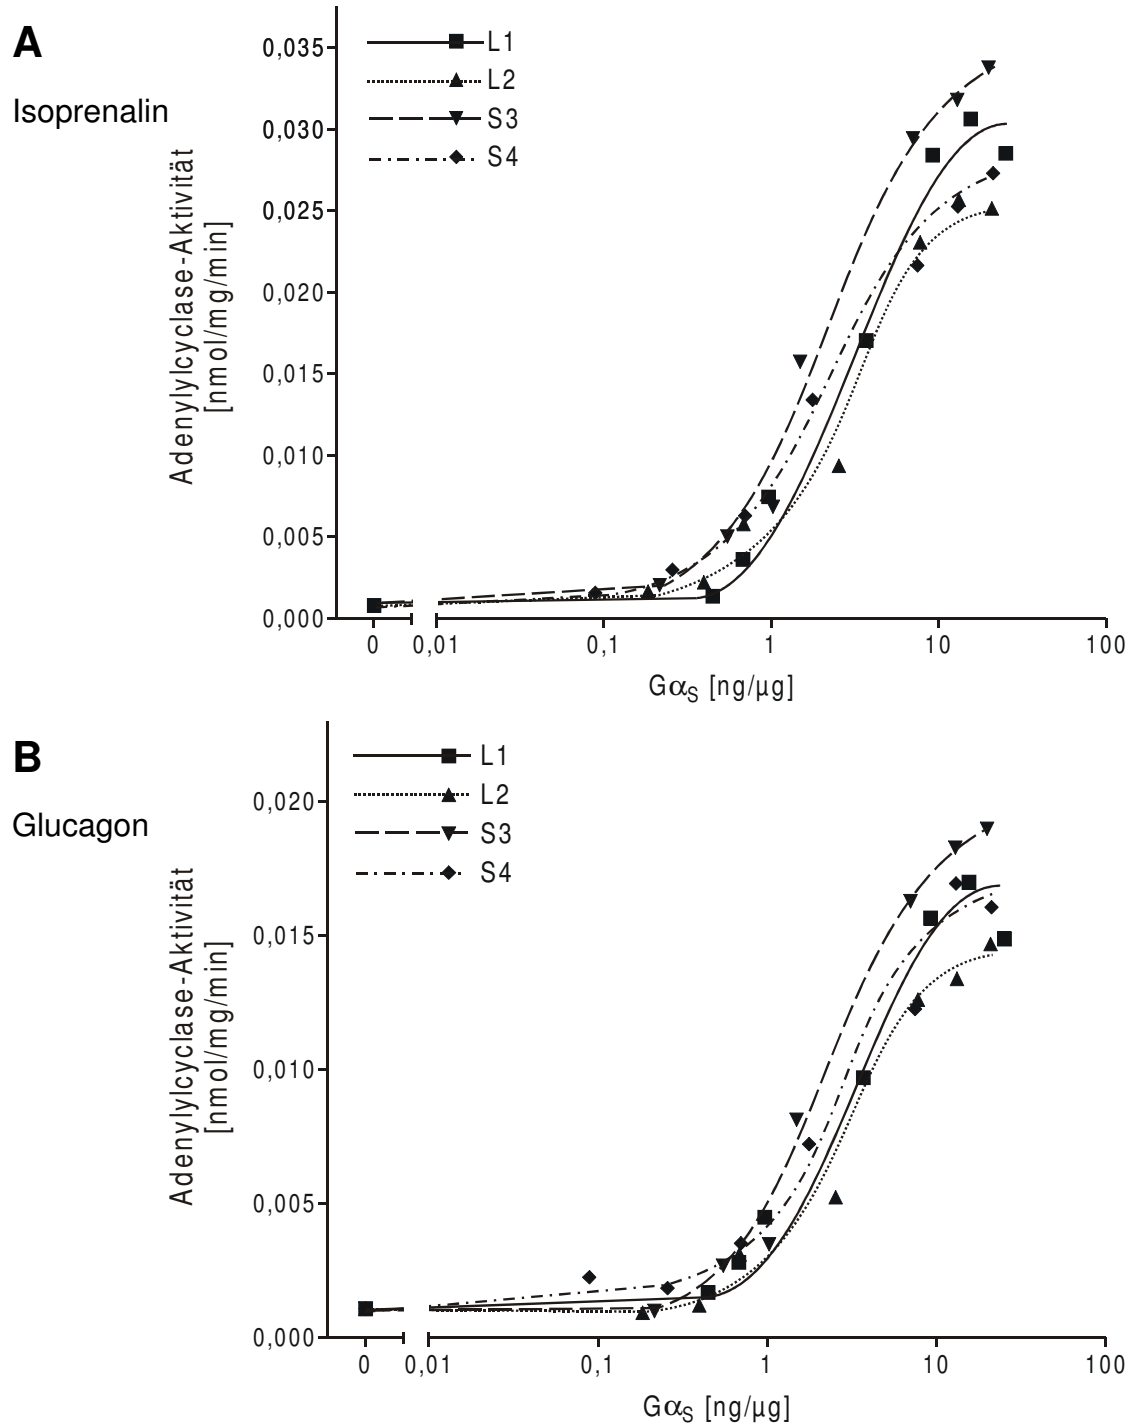 A
Isoprenalin
L1
L2
S3
S4
Adenylylcyclase-Aktivität
[nmol/mg/min]
0,035
0,030
0,025
0,020
0,015
0,010
0,005
0,000
0 0,01 0,1 1 10 100
GαS [ng/µg]
B
Glucagon
L1
L2
S3
S4
Adenylylcyclase-Aktivität
[nmol/mg/min]
0,020
0,015
0,010
0,005
0,000
0 0,01 0,1 1 10 100
GαS [ng/µg]